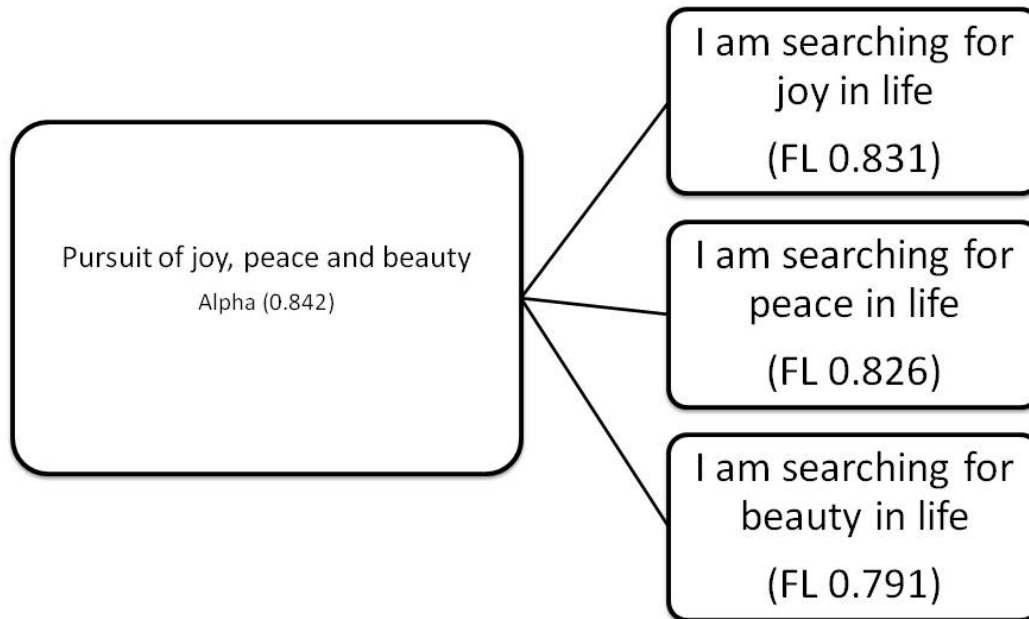 Pursuit of joy, peace and beauty
Alpha (0.842)
I am searching for
joy in life
(FL 0.831)
I am searching for
peace in life
(FL 0.826)
I am searching for
beauty in life
(FL 0.791)